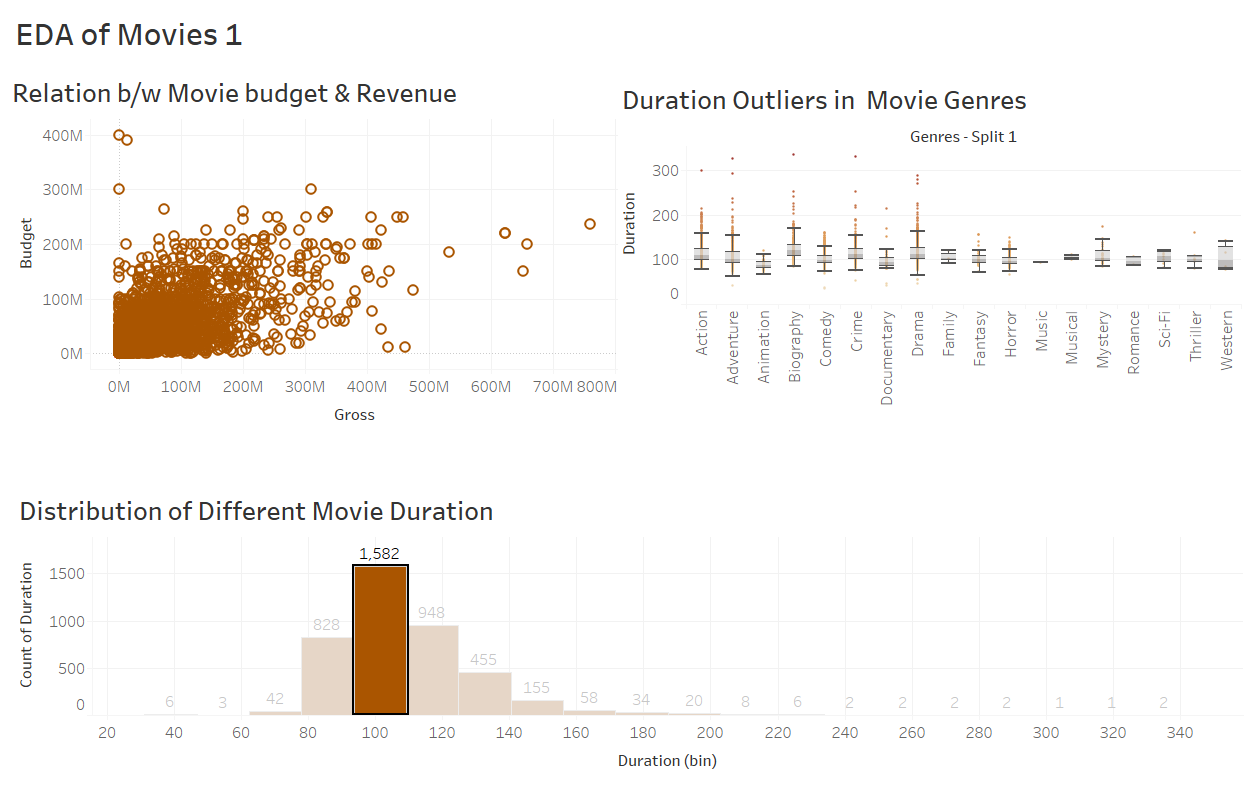 EDA of Movies 1
Relation b/w Movie budget & Revenue
400M
300M
200M
100M
0M
Budget
0M 100M 200M 300M 400M 500M 600M 700M 800M
Gross
Duration Outliers in Movie Genres
Genres - Split 1
300
200
100
0
Duration
Action
Adventure
Animation
Biography
Comedy
Crime
Documentary
Drama
Family
Fantasy
Horror
Music
Musical
Mystery
Romance
Sci-Fi
Thriller
Western
Distribution of Different Movie Duration
1500
1000
500
0
Count of Duration
6 3 42 828 1,582 948 455 155 58 34 20 8 6 2 2 2 2 1 1 2
20 40 60 80 100 120 140 160 180 200 220 240 260 280 300 320 340
Duration (bin)